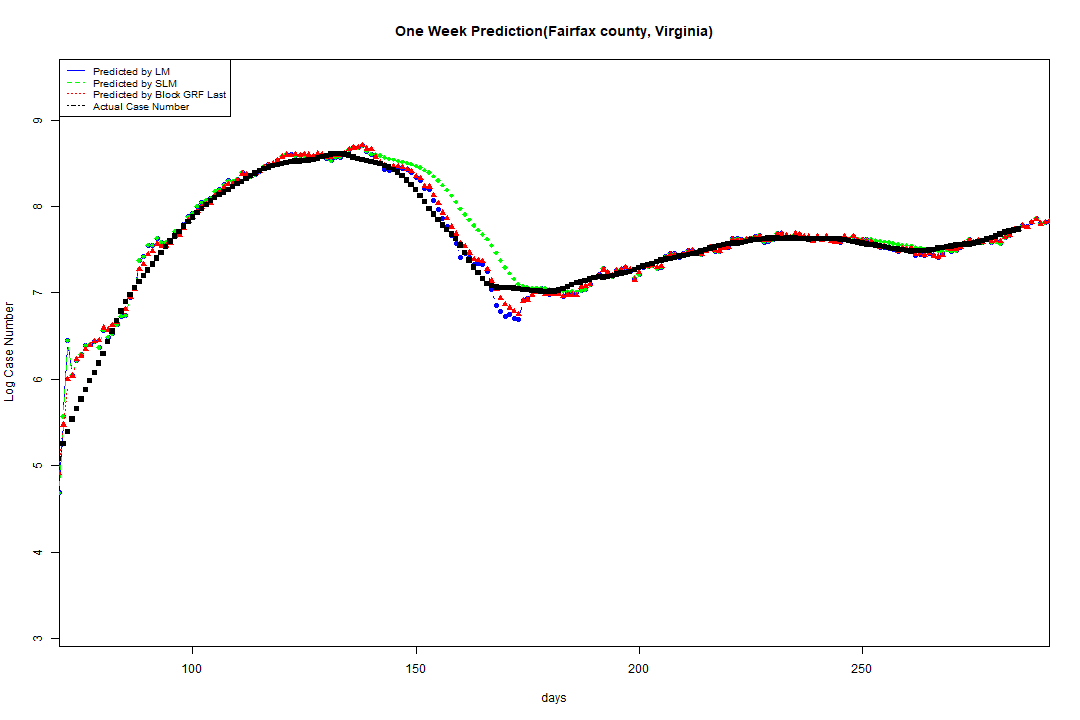 One Week Prediction(Fairfax county, Virginia)
Predicted by LM
Predicted by SLM
Predicted by Block GRF Last
Actual Case Number
9
8
7
6
5
4
3
Log Case Number
100
150
200
250
days